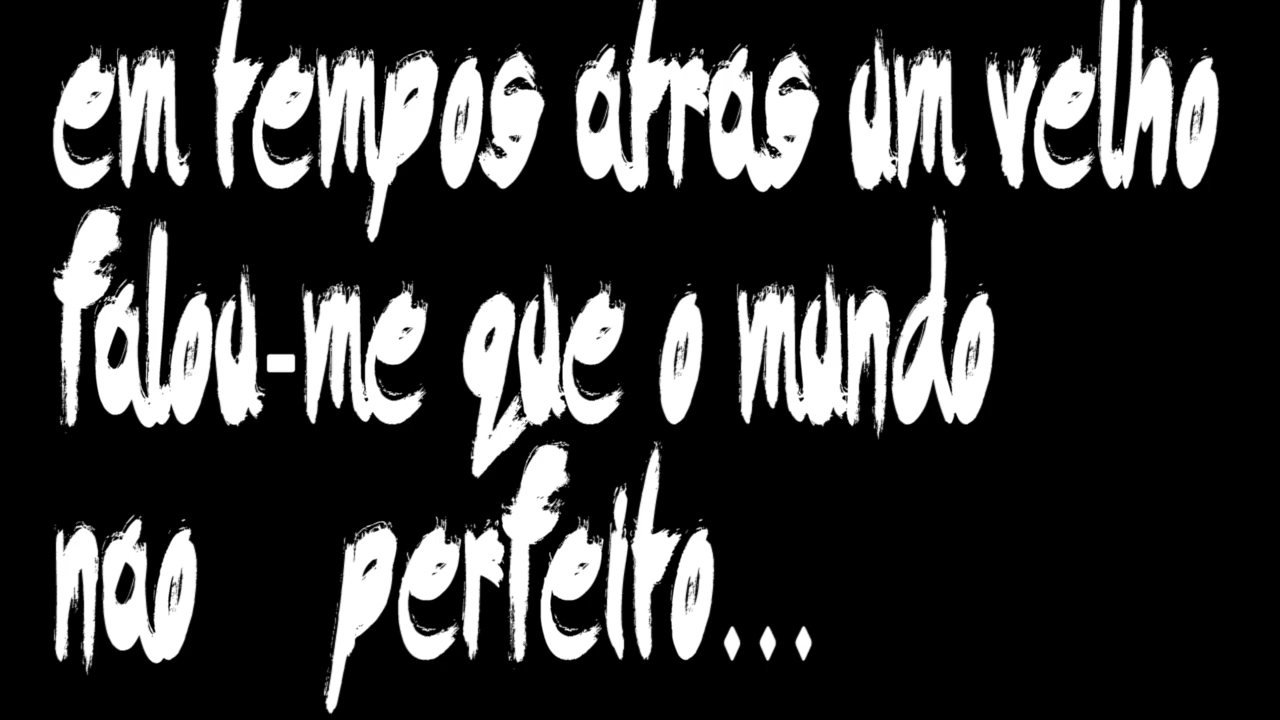 em tempos atras um velho
falou-me que o mundo
nao perfeito...